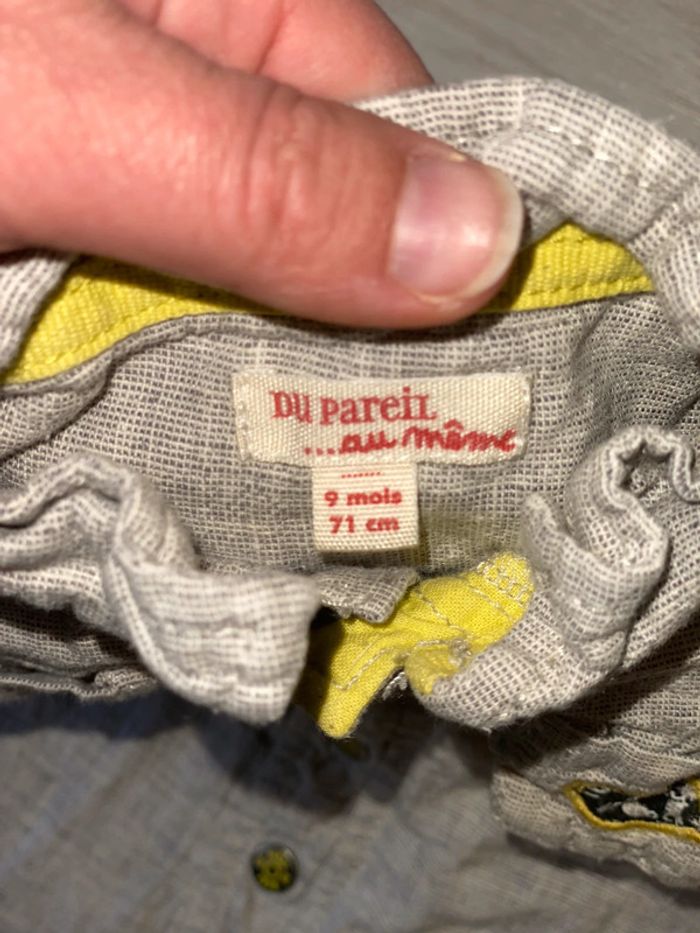 Du Pareil
...au même
9 mois
71 cm